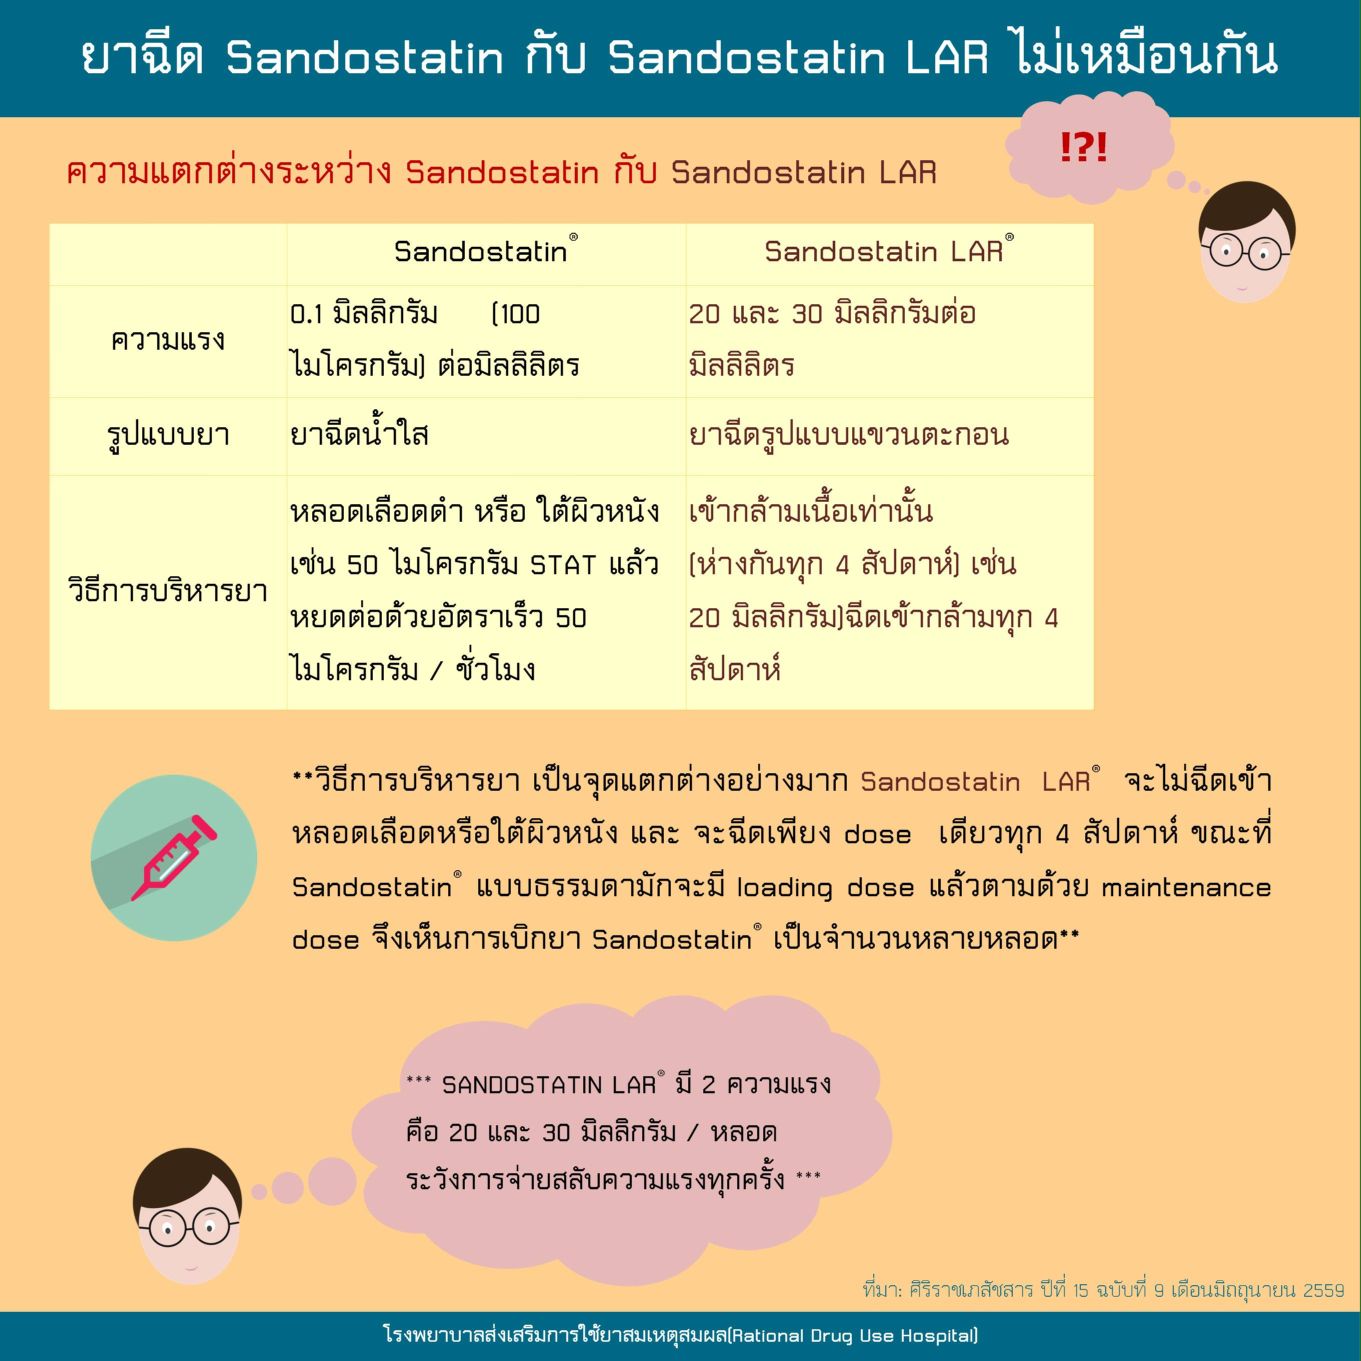 ยาฉีด Sandostatin กับ Sandostatin LAR ไม่เหมือนกัน
!?!
ความแตกต่างระหว่าง Sandostatin กับ Sandostatin LAR
Sandostatin® Sandostatin LAR®
ความแรง
0.1 มิลลิกรัม (100
ไมโครกรัม) ต่อมิลลิลิตร
20 และ 30 มิลลิกรัมต่อ
มิลลิลิตร
รูปแบบยา
ยาฉีดน้ำใส
ยาฉีดรูปแบบแขวนตะกอน
วิธีการบริหารยา
หลอดเลือดดำ หรือ ใต้ผิวหนัง
เช่น 50 ไมโครกรัม STAT แล้ว
หยดต่อด้วยอัตราเร็ว 50
ไมโครกรัม / ชั่วโมง
เข้ากล้ามเนื้อเท่านั้น
(ห่างกันทุก 4 สัปดาห์) เช่น
20 มิลลิกรัม)ฉีดเข้ากล้ามทุก 4
สัปดาห์
**วิธีการบริหารยา เป็นจุดแตกต่างอย่างมาก Sandostatin LAR® จะไม่ฉีดเข้า
หลอดเลือดหรือใต้ผิวหนัง และ จะฉีดเพียง dose เดียวทุก 4 สัปดาห์ ขณะที่
Sandostatin® แบบธรรมดามักจะมี loading dose แล้วตามด้วย maintenance
dose จึงเห็นการเบิกยา Sandostatin® เป็นจำนวนหลายหลอด**
*** SANDOSTATIN LAR® มี 2 ความแรง
คือ 20 และ 30 มิลลิกรัม / หลอด
ระวังการจ่ายสลับความแรงทุกครั้ง ***
ที่มา: ศิริราชเภสัชสาร ปีที่ 15 ฉบับที่ 9 เดือนมิถถุนายน 2559
โรงพยาบาลส่งเสริมการใช้ยาสมเหตุสมผล(Rational Drug Use Hospital)